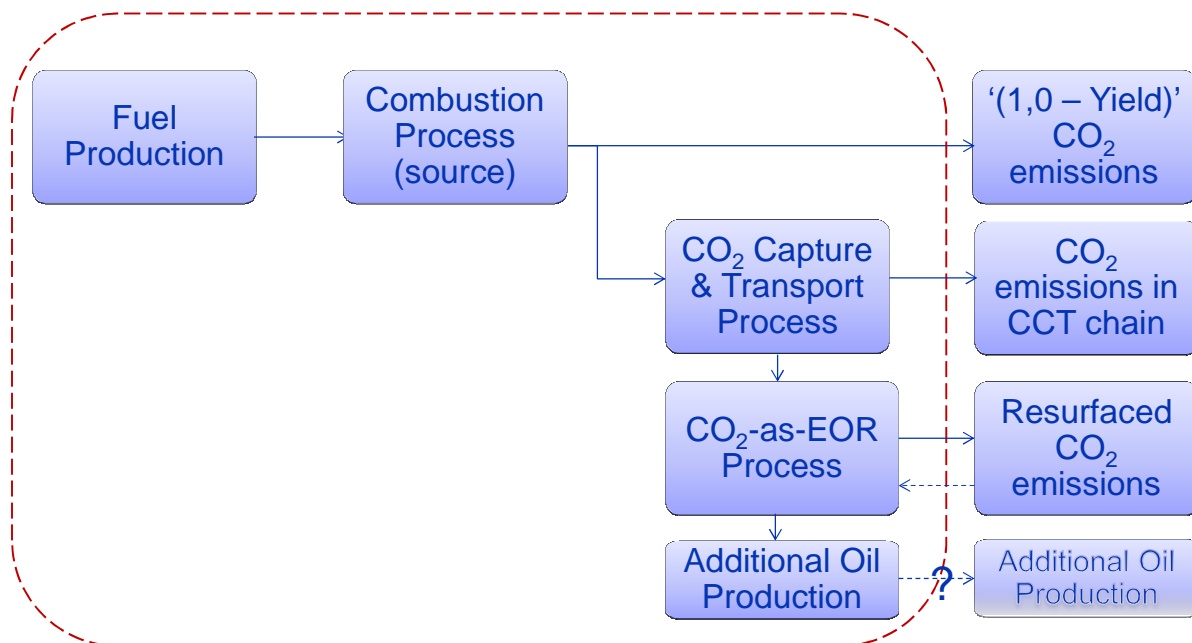 Fuel
Production
Combustion
Process
(source)
‘(1,0 – Yield)’
CO₂
emissions
CO₂ Capture
& Transport
Process
CO₂
emissions in
CCT chain
CO₂-as-EOR
Process
Resurfaced
CO₂
emissions
Additional Oil
Production
?
Additional Oil
Production